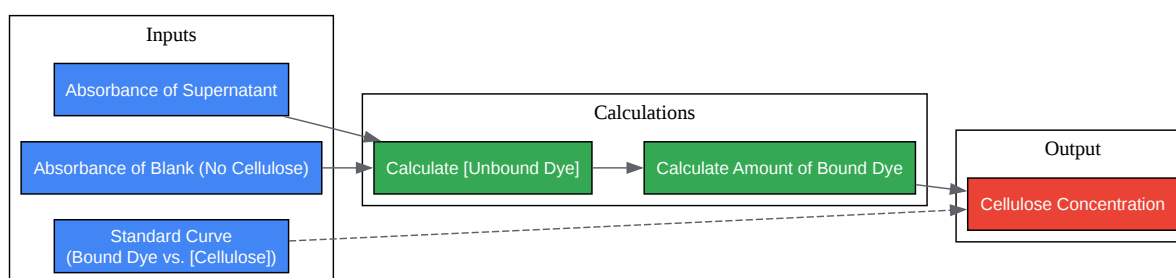 Inputs
Absorbance of Supernatant
Absorbance of Blank (No Cellulose)
Standard Curve
(Bound Dye vs. [Cellulose])
Calculations
Calculate [Unbound Dye]
Calculate Amount of Bound Dye
Output
Cellulose Concentration